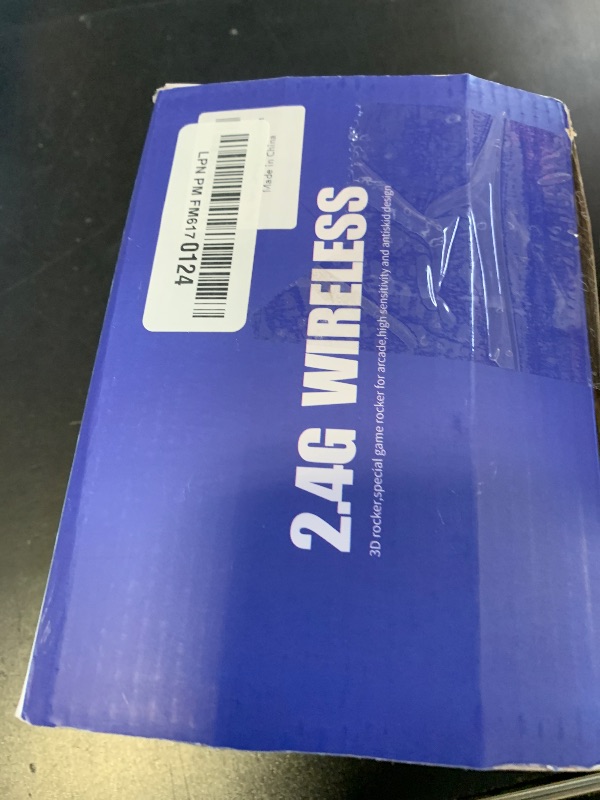 LPN PM FM617 0124
Made in China
2.4G WIRELESS
3D rocker,special game rocker for arcade,high sensitivity and antiskid design